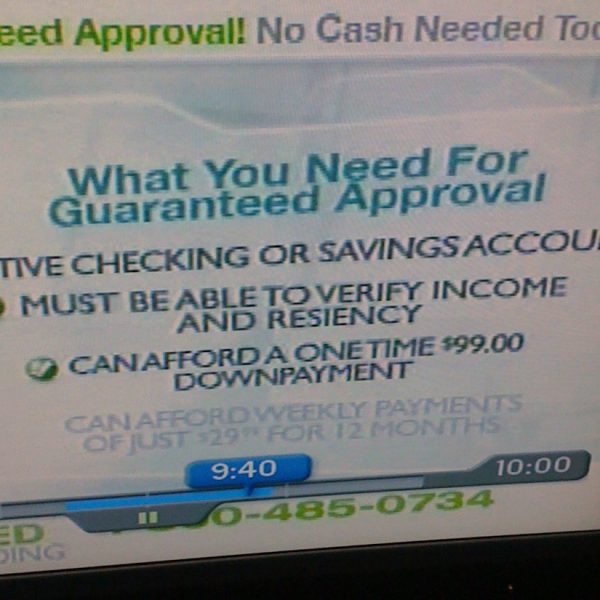 eed Approval! No Cash Needed Too
What You Need For
Guaranteed Approval
TIVE CHECKING OR SAVINGS ACCOU
MUST BE ABLE TO VERIFY INCOME
AND RESIENCY
CAN AFFORD A ONE TIME $99.00
DOWNPAYMENT
CAN AFFORD WEEKLY PAYMENTS
OF JUST $29.99 FOR 12 MONTHS
9:40
10:00
0-485-0734
ED
DING